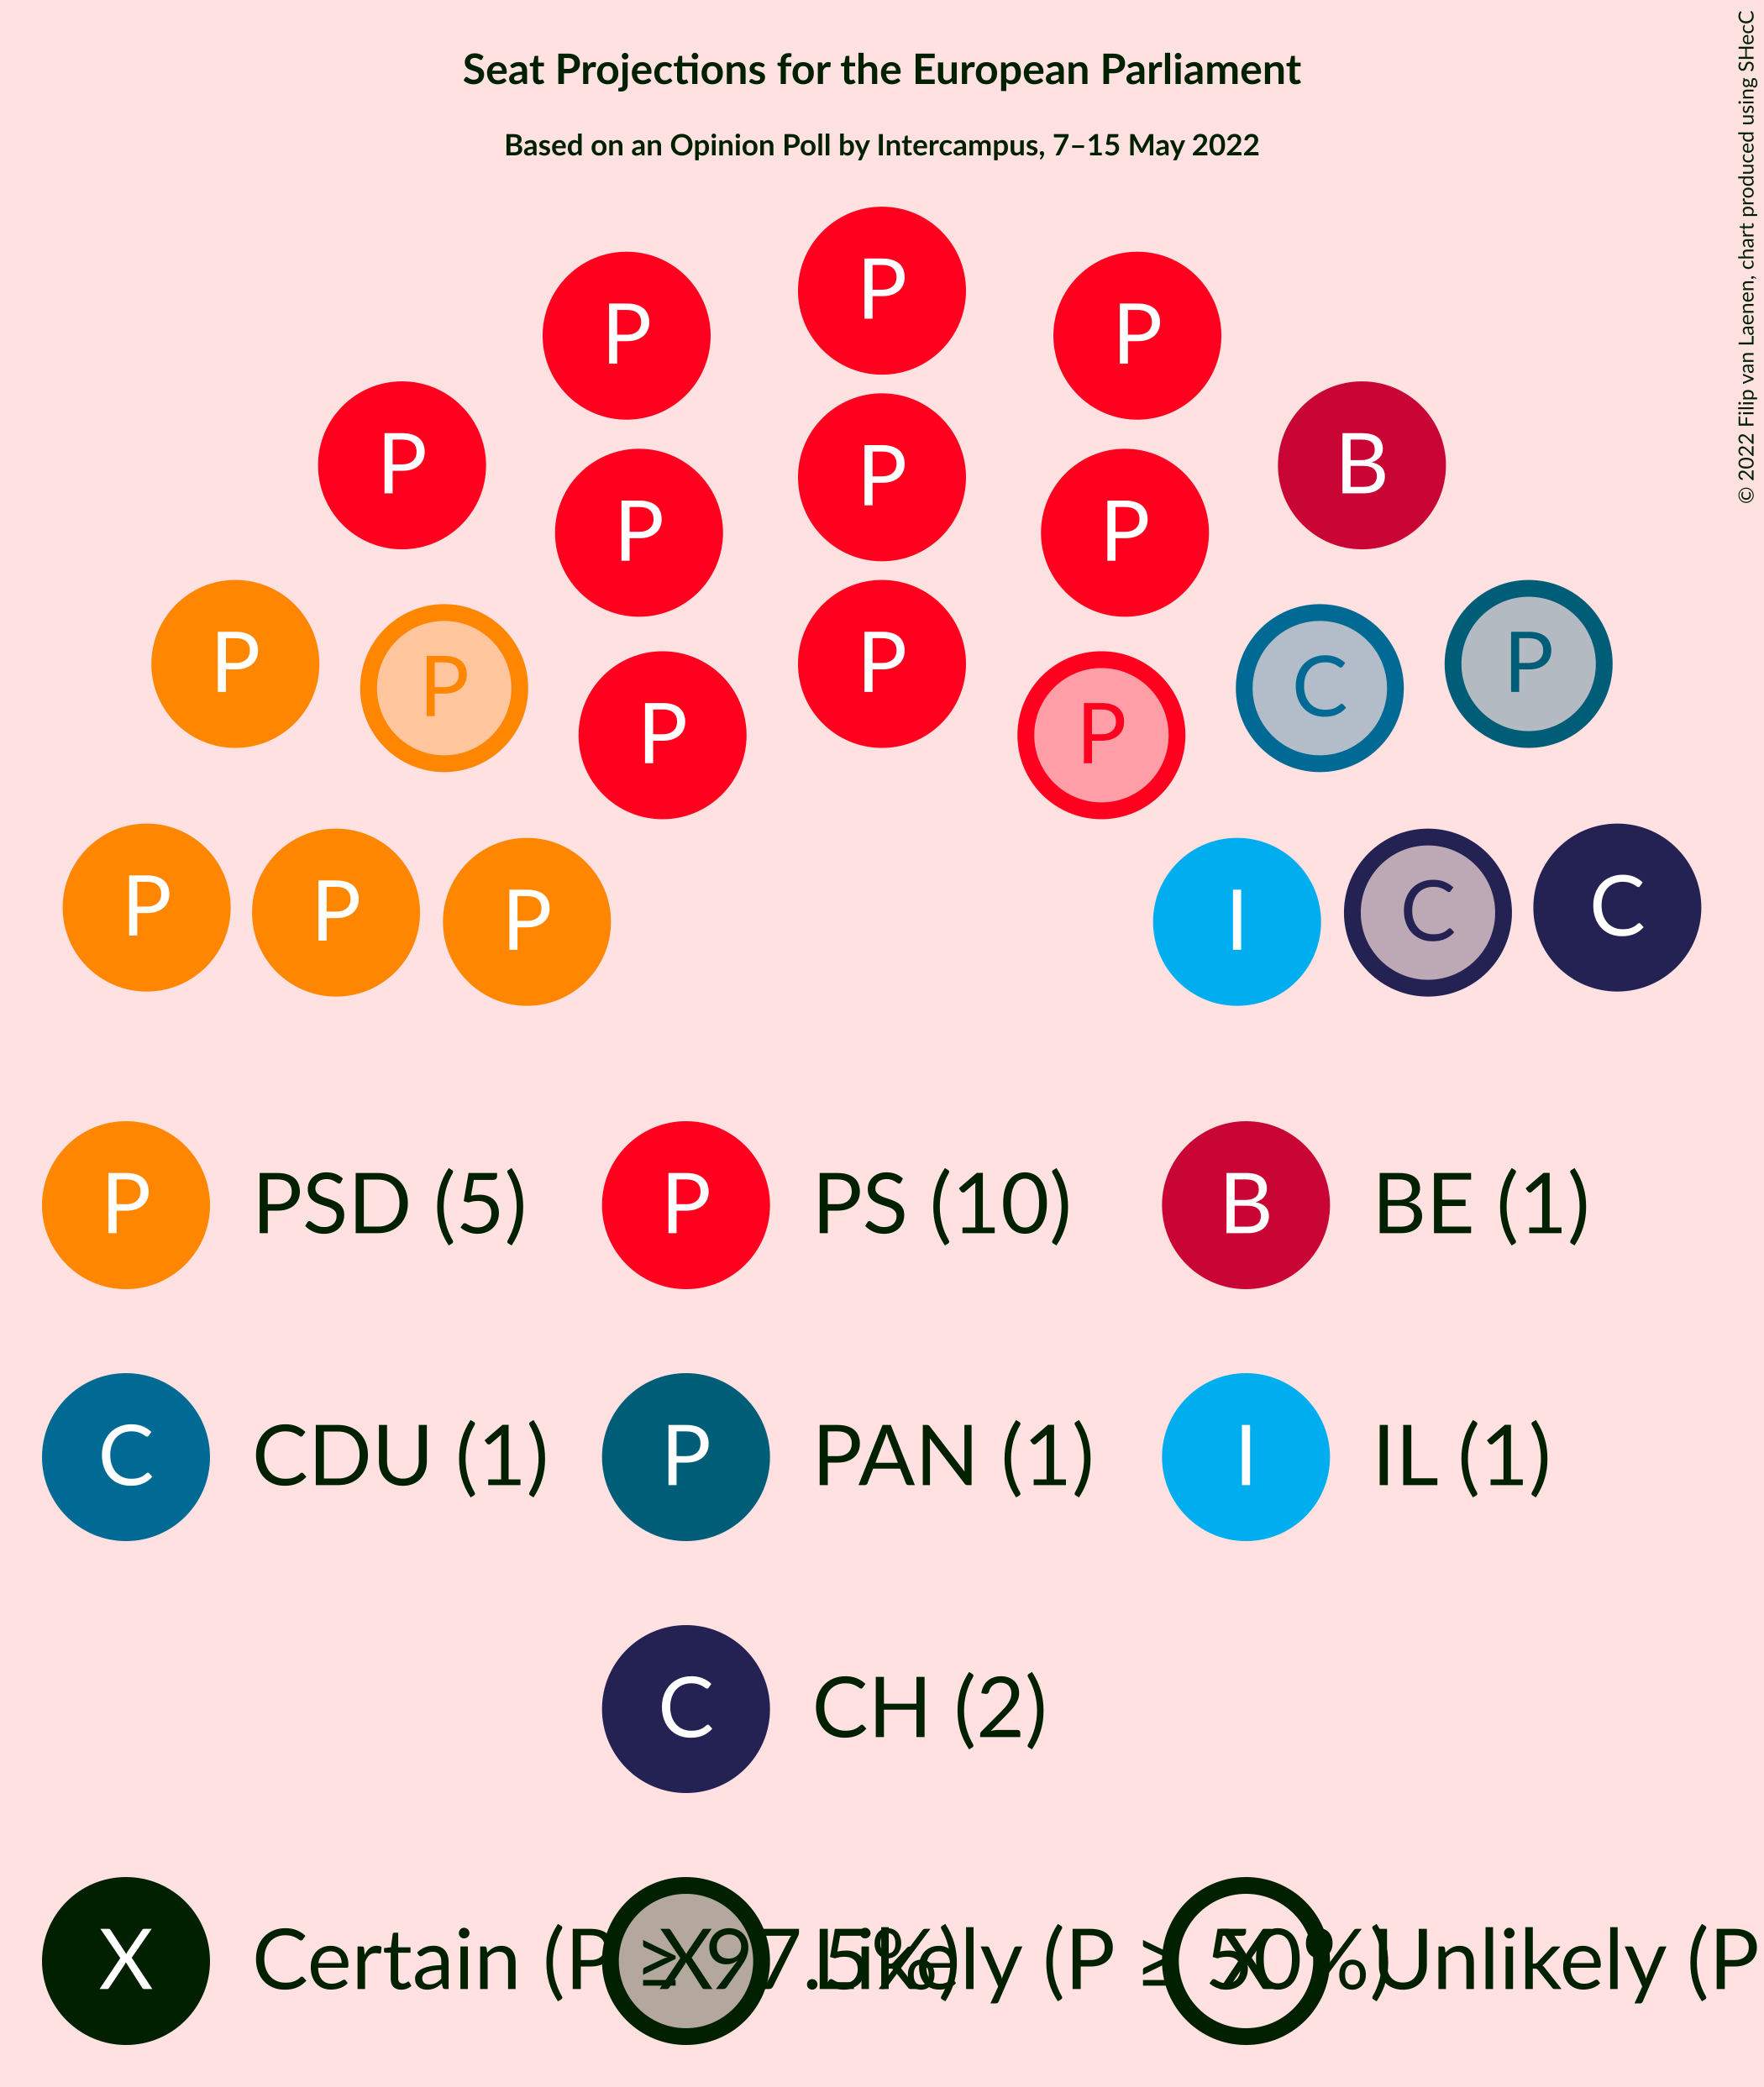 Seat Projections for the European Parliament
Based on an Opinion Poll by Intercampus, 7–15 May 2022
© 2022 Filip van Laenen, chart produced using SHecC
P
P P
P B
P
P P
P P
P
P P
C P
P P
P P P
I C C
P PSD (5) P PS (10) B BE (1)
C CDU (1) P PAN (1) I IL (1)
C CH (2)
X Certain (P ≥ 97.5%) X Likely (P ≥ 50%) X Unlikely (P